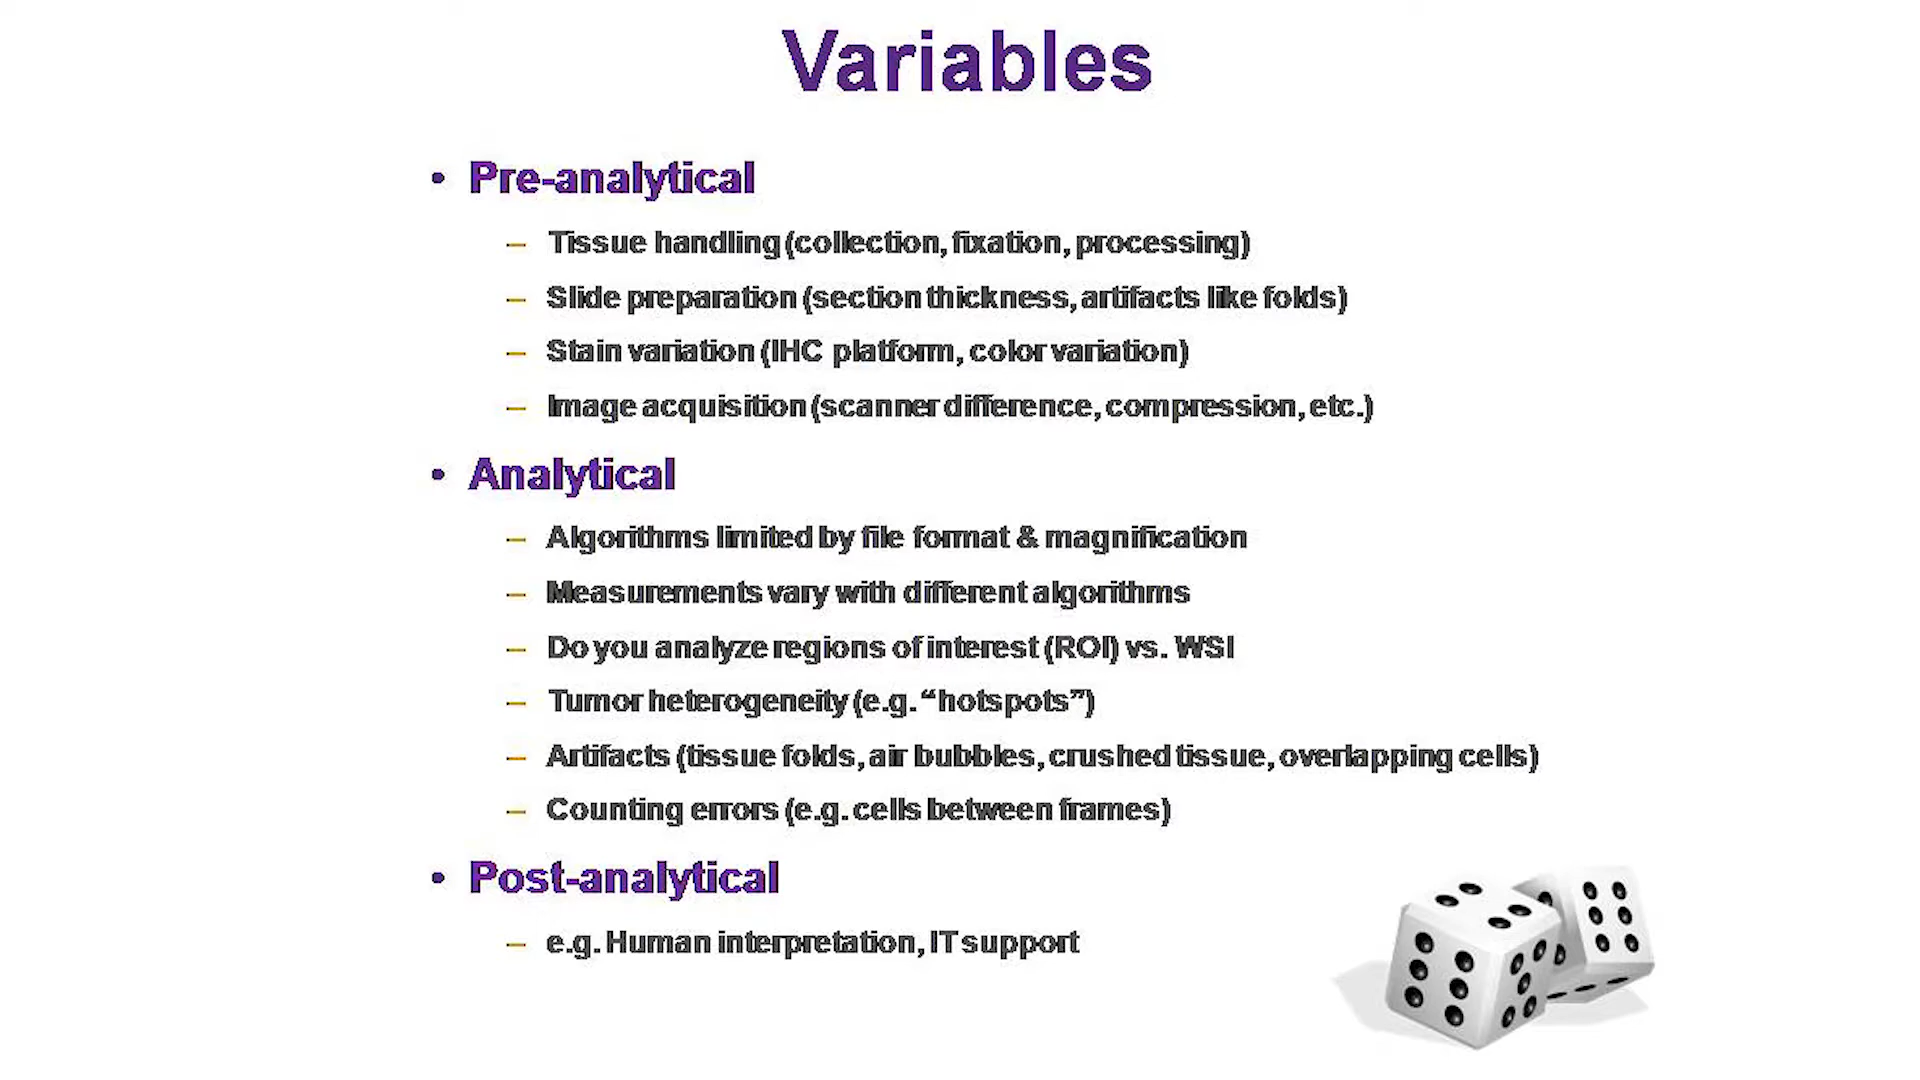 Variables
• Pre-analytical
– Tissue handling (collection, fixation, processing)
– Slide preparation (section thickness, artifacts like folds)
– Stain variation (IHC platform, color variation)
– Image acquisition (scanner difference, compression, etc.)
• Analytical
– Algorithms limited by file format & magnification
– Measurements vary with different algorithms
– Do you analyze regions of interest (ROI) vs. WSI
– Tumor heterogeneity (e.g. “hotspots”)
– Artifacts (tissue folds, air bubbles, crushed tissue, overlapping cells)
– Counting errors (e.g. cells between frames)
• Post-analytical
– e.g. Human interpretation, IT support